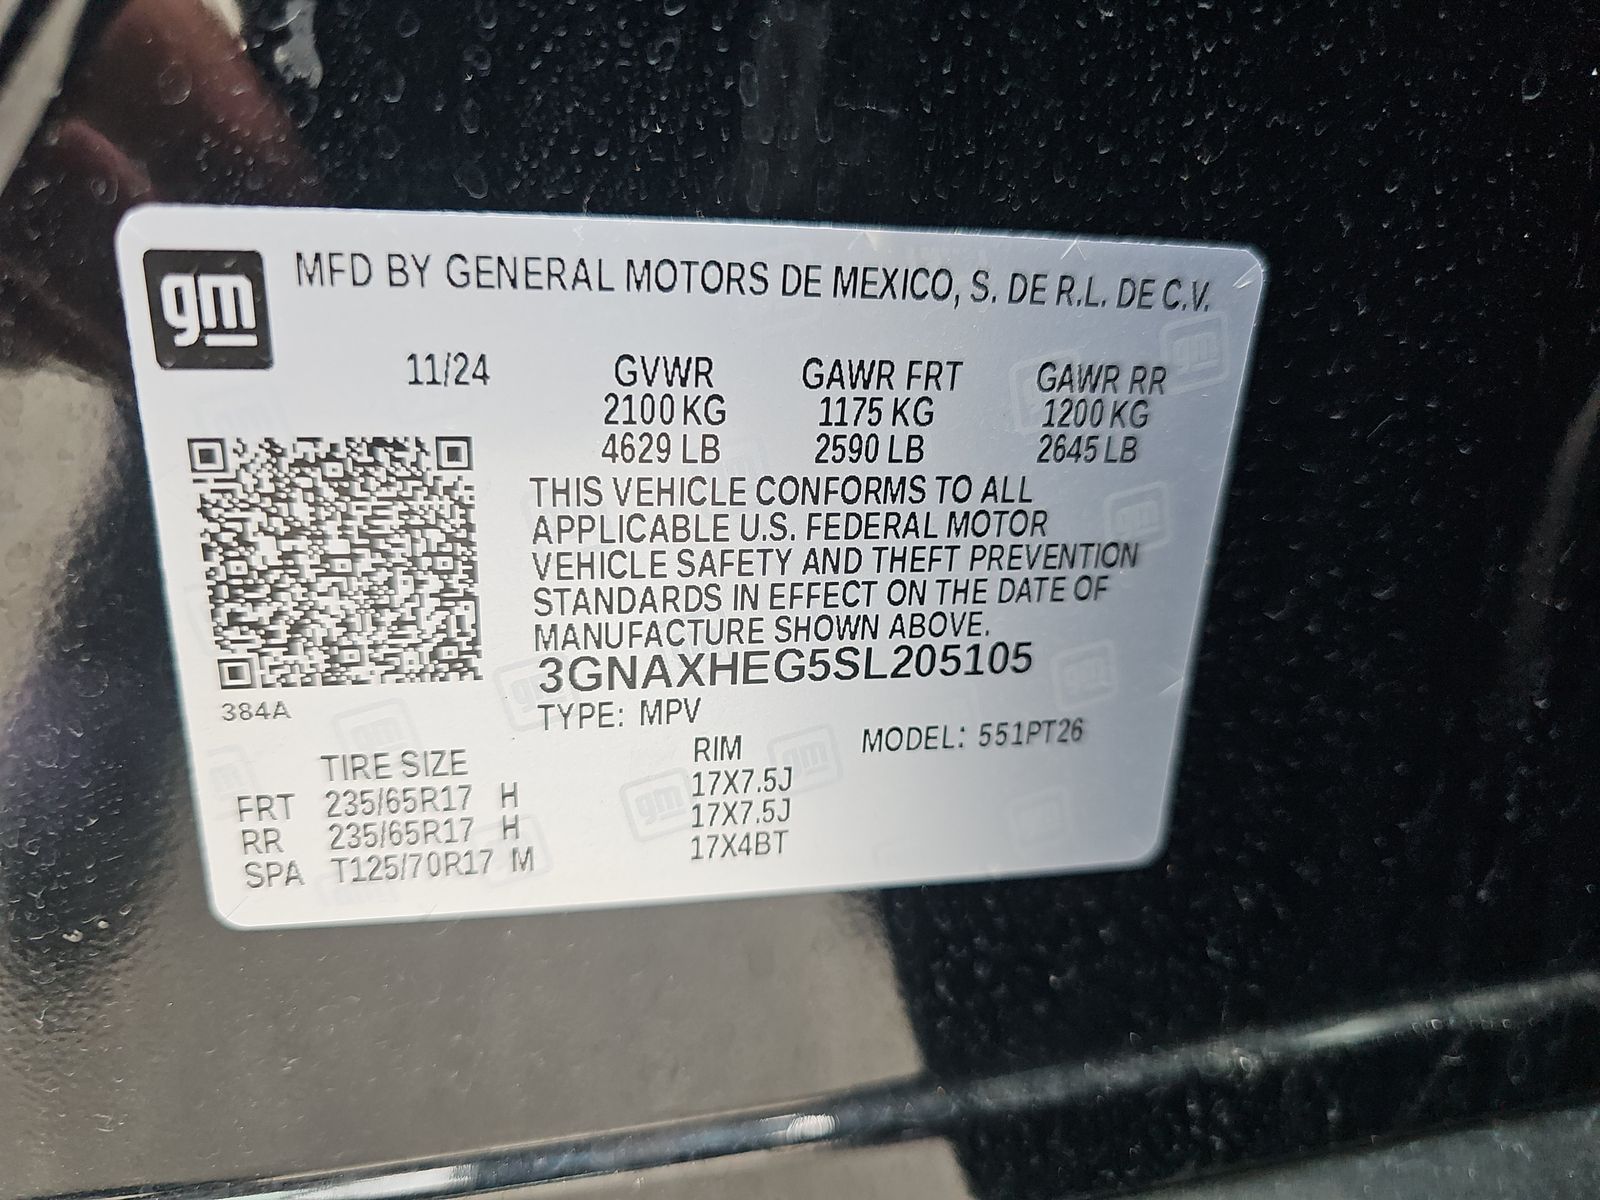 gm
MFD BY GENERAL MOTORS DE MEXICO, S. DE R.L. DE C.V.
11/24 GVWR GAWR FRT GAWR RR
2100 KG 1175 KG 1200 KG
4629 LB 2590 LB 2645 LB
THIS VEHICLE CONFORMS TO ALL
APPLICABLE U.S. FEDERAL MOTOR
VEHICLE SAFETY AND THEFT PREVENTION
STANDARDS IN EFFECT ON THE DATE OF
MANUFACTURE SHOWN ABOVE.
3GNAXHEG5SL205105
384A
TYPE: MPV
MODEL: 551PT26
TIRE SIZE RIM
FRT 235/65R17 H 17X7.5J
RR 235/65R17 H 17X7.5J
SPA T125/70R17 M 17X4BT